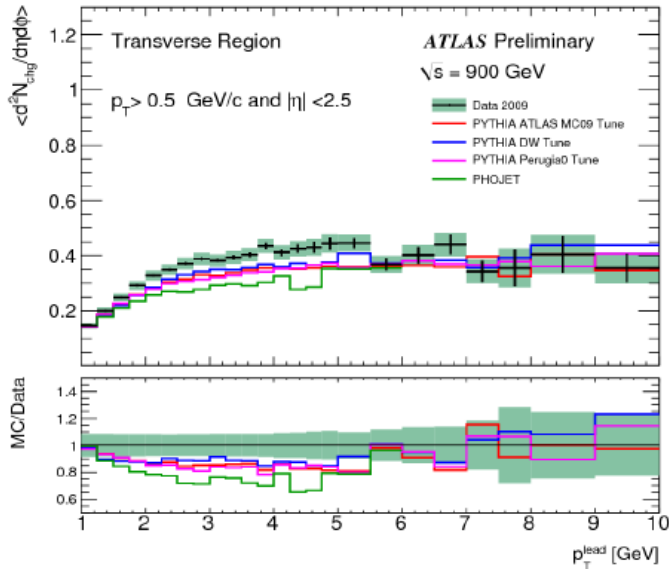 <d²N_chg/dηdφ>
1.2
1
0.8
0.6
0.4
0.2
Transverse Region
p_T > 0.5 GeV/c and |η| <2.5
ATLAS Preliminary
√s = 900 GeV
Data 2009
PYTHIA ATLAS MC09 Tune
PYTHIA DW Tune
PYTHIA Perugia0 Tune
PHOJET
MC/Data
1.4
1.2
1.0
0.8
0.6
1 2 3 4 5 6 7 8 9 10
p_T^lead [GeV]